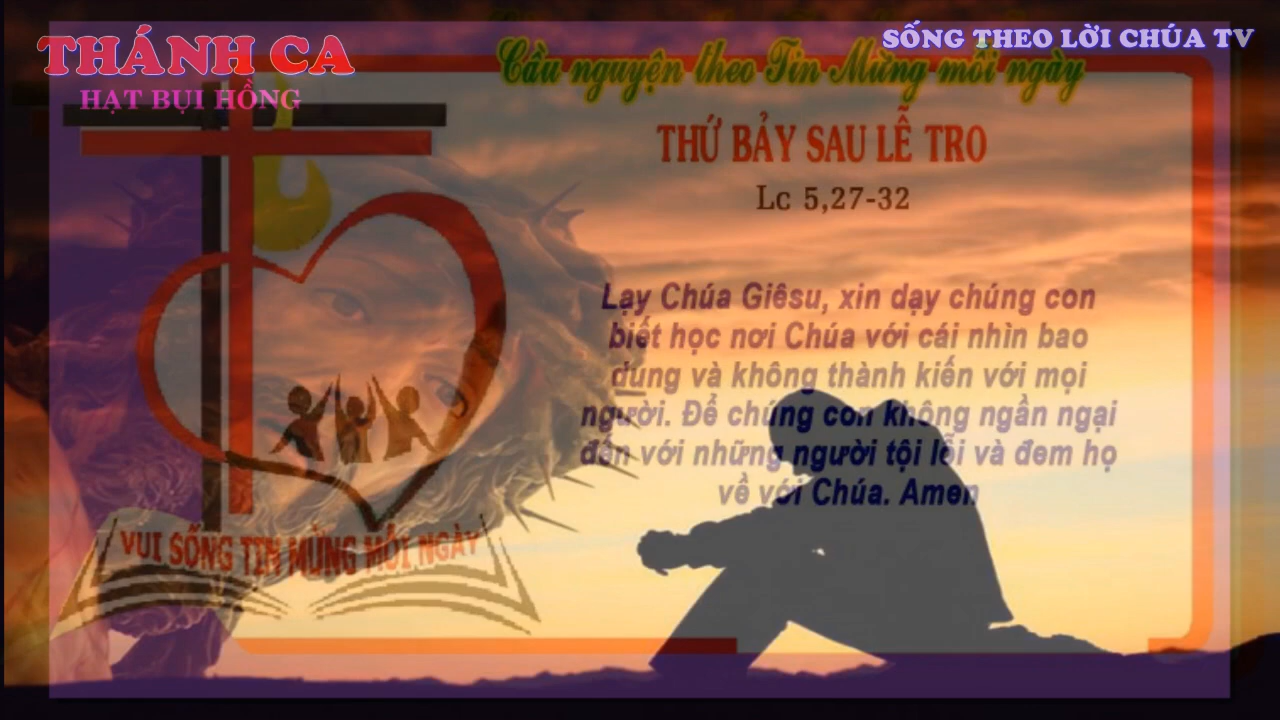 THÁNH CA
HẠT BỤI HỒNG
SỐNG THEO LỜI CHÚA TV
Cầu nguyện theo Tin Mừng mỗi ngày
THỨ BẢY SAU LỄ TRO
Lc 5,27-32
Lạy Chúa Giêsu, xin dạy chúng con
biết học nơi Chúa với cái nhìn bao
dung và không thành kiến với mọi
người. Để chúng con không ngần ngại
đến với những người tội lỗi và đem họ
về với Chúa. Amen
VUI SỐNG TIN MỪNG MỖI NGÀY